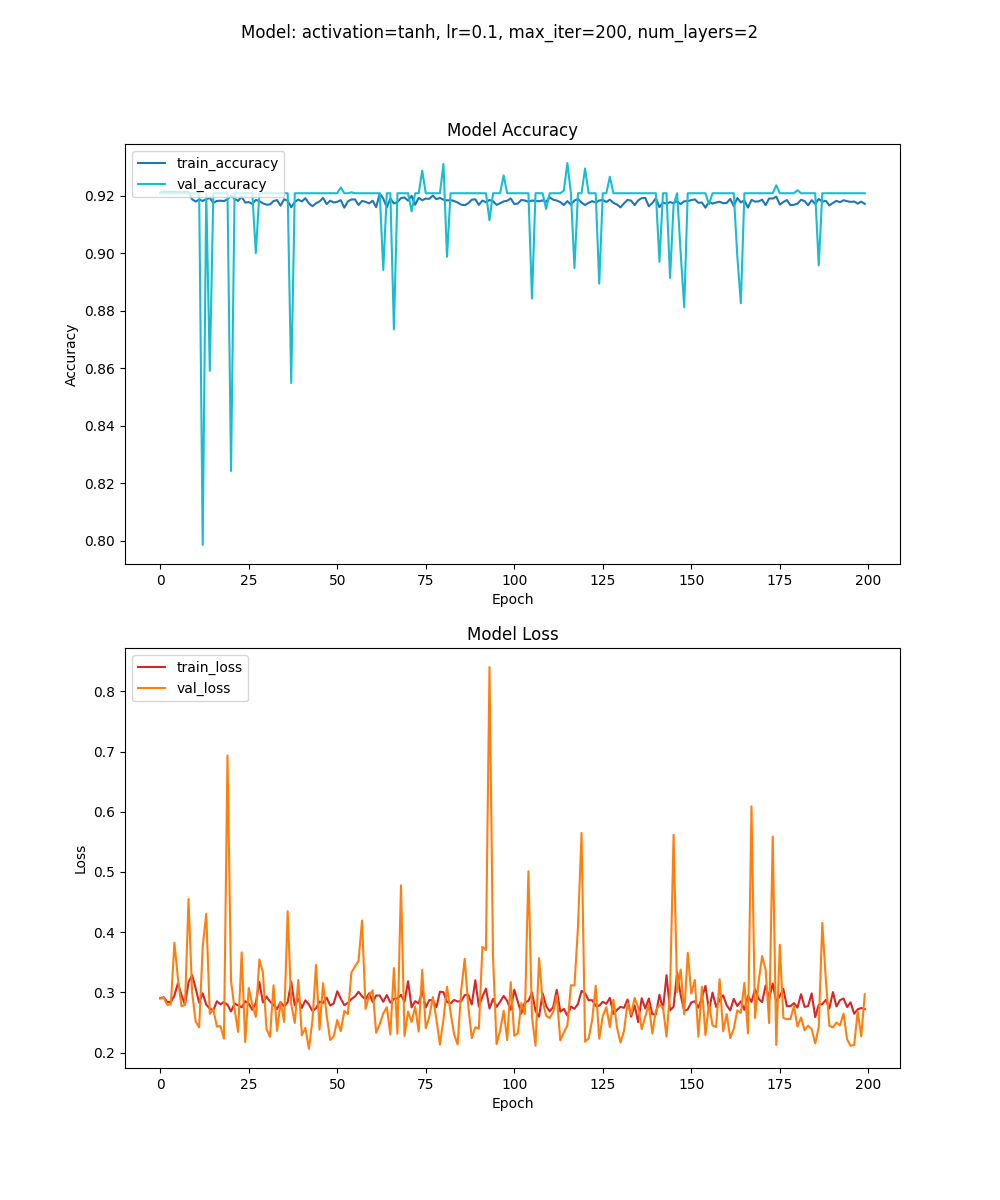 Model: activation=tanh, lr=0.1, max_iter=200, num_layers=2
Model Accuracy
train_accuracy
val_accuracy
0.92
0.90
0.88
0.86
0.84
0.82
0.80
Accuracy
0 25 50 75 100 125 150 175 200
Epoch
Model Loss
train_loss
val_loss
0.8
0.7
0.6
0.5
0.4
0.3
0.2
Loss
0 25 50 75 100 125 150 175 200
Epoch